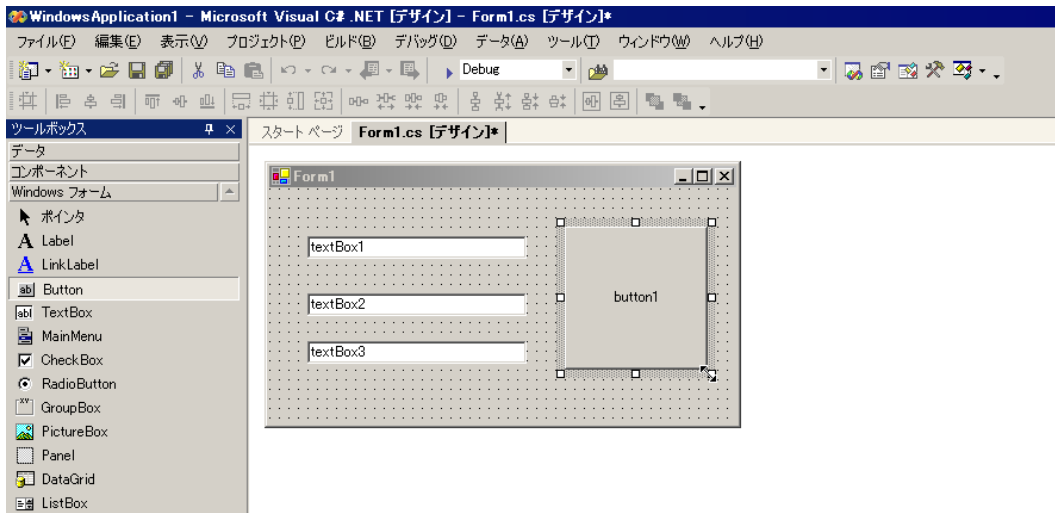 WindowsApplication1 - Microsoft Visual C# .NET [デザイン] - Form1.cs [デザイン]*
ファイル(F) 編集(E) 表示(V) プロジェクト(P) ビルド(B) デバッグ(D) データ(A) ツール(T) ウィンドウ(W) ヘルプ(H)
Debug
ツールボックス
スタート ページ Form1.cs [デザイン]*
データ
コンポーネント
Windows フォーム
ポインタ
A Label
A LinkLabel
ab Button
abl TextBox
MainMenu
CheckBox
RadioButton
XYZ GroupBox
PictureBox
Panel
DataGrid
ListBox
Form1
textBox1
textBox2
textBox3
button1